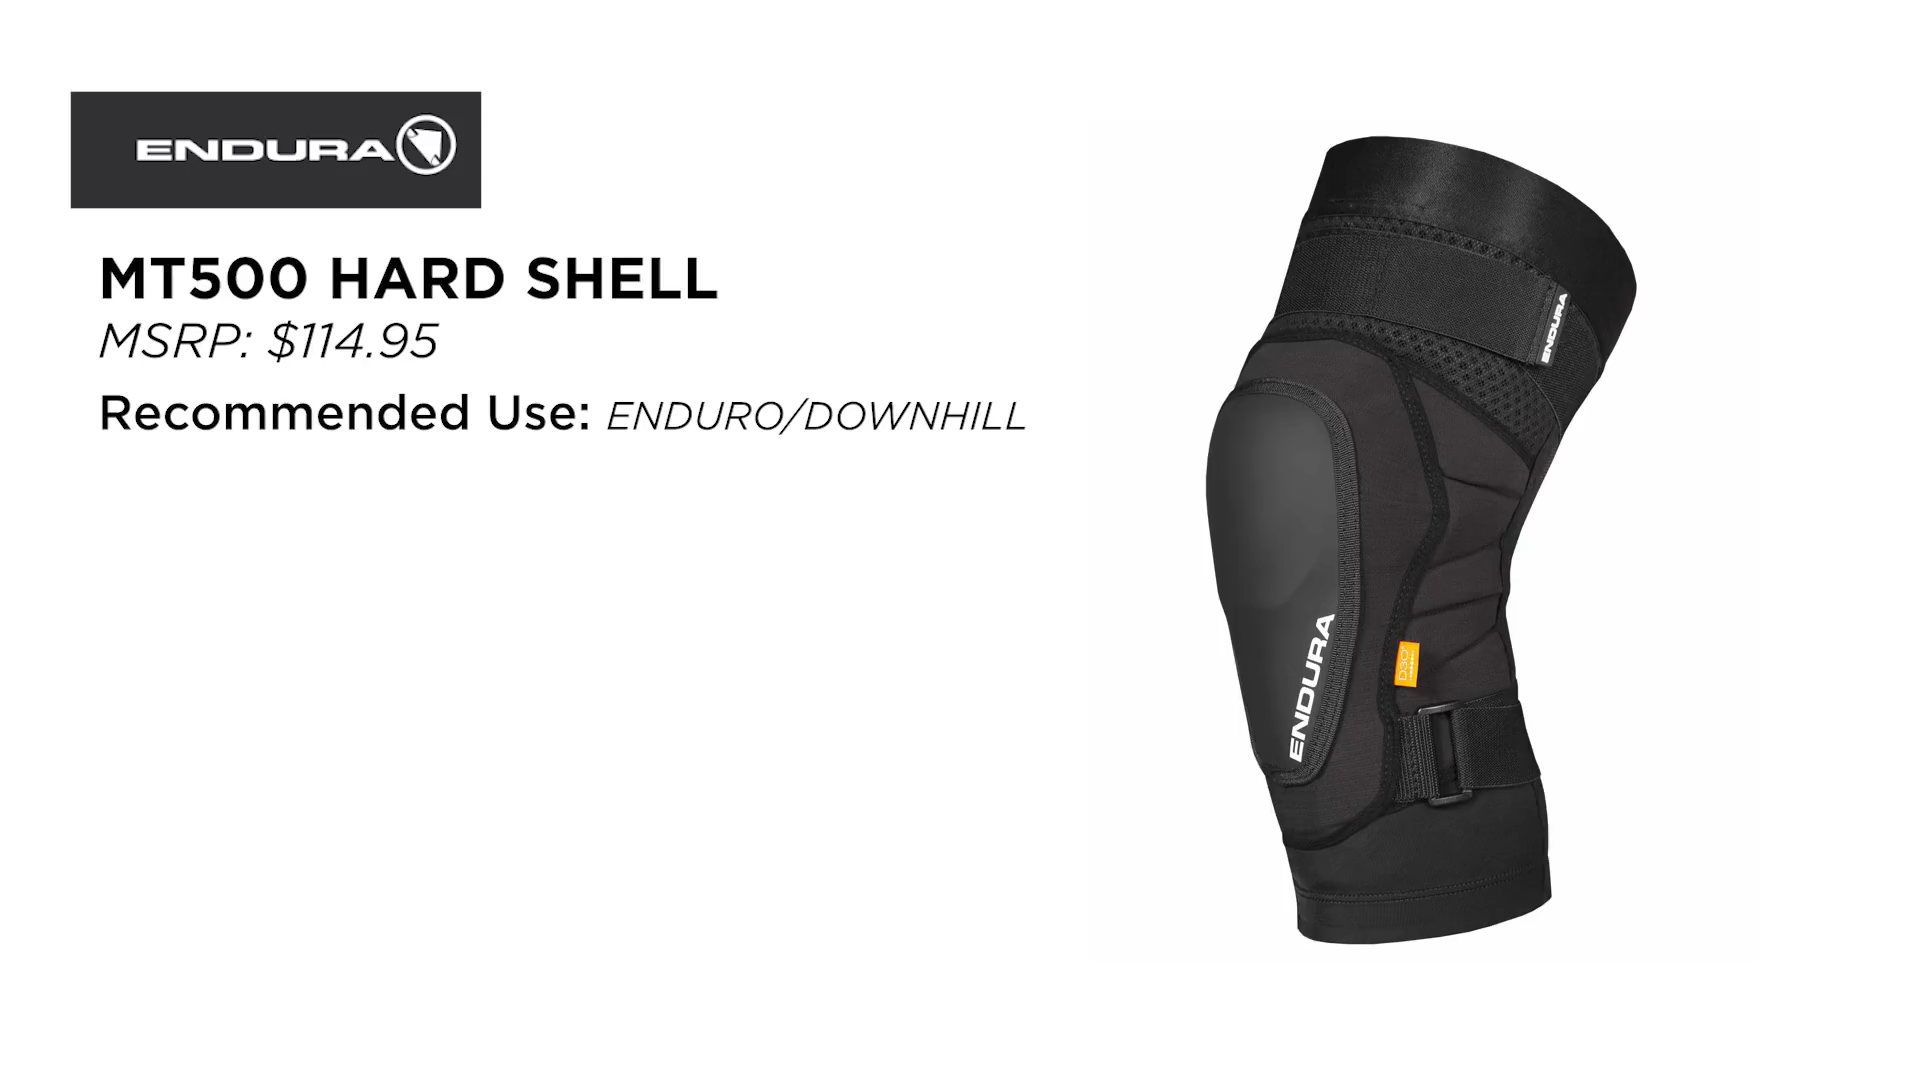 ENDURA
MT500 HARD SHELL
MSRP: $114.95
Recommended Use: ENDURO/DOWNHILL
ENDURA
ENDURA
D3O